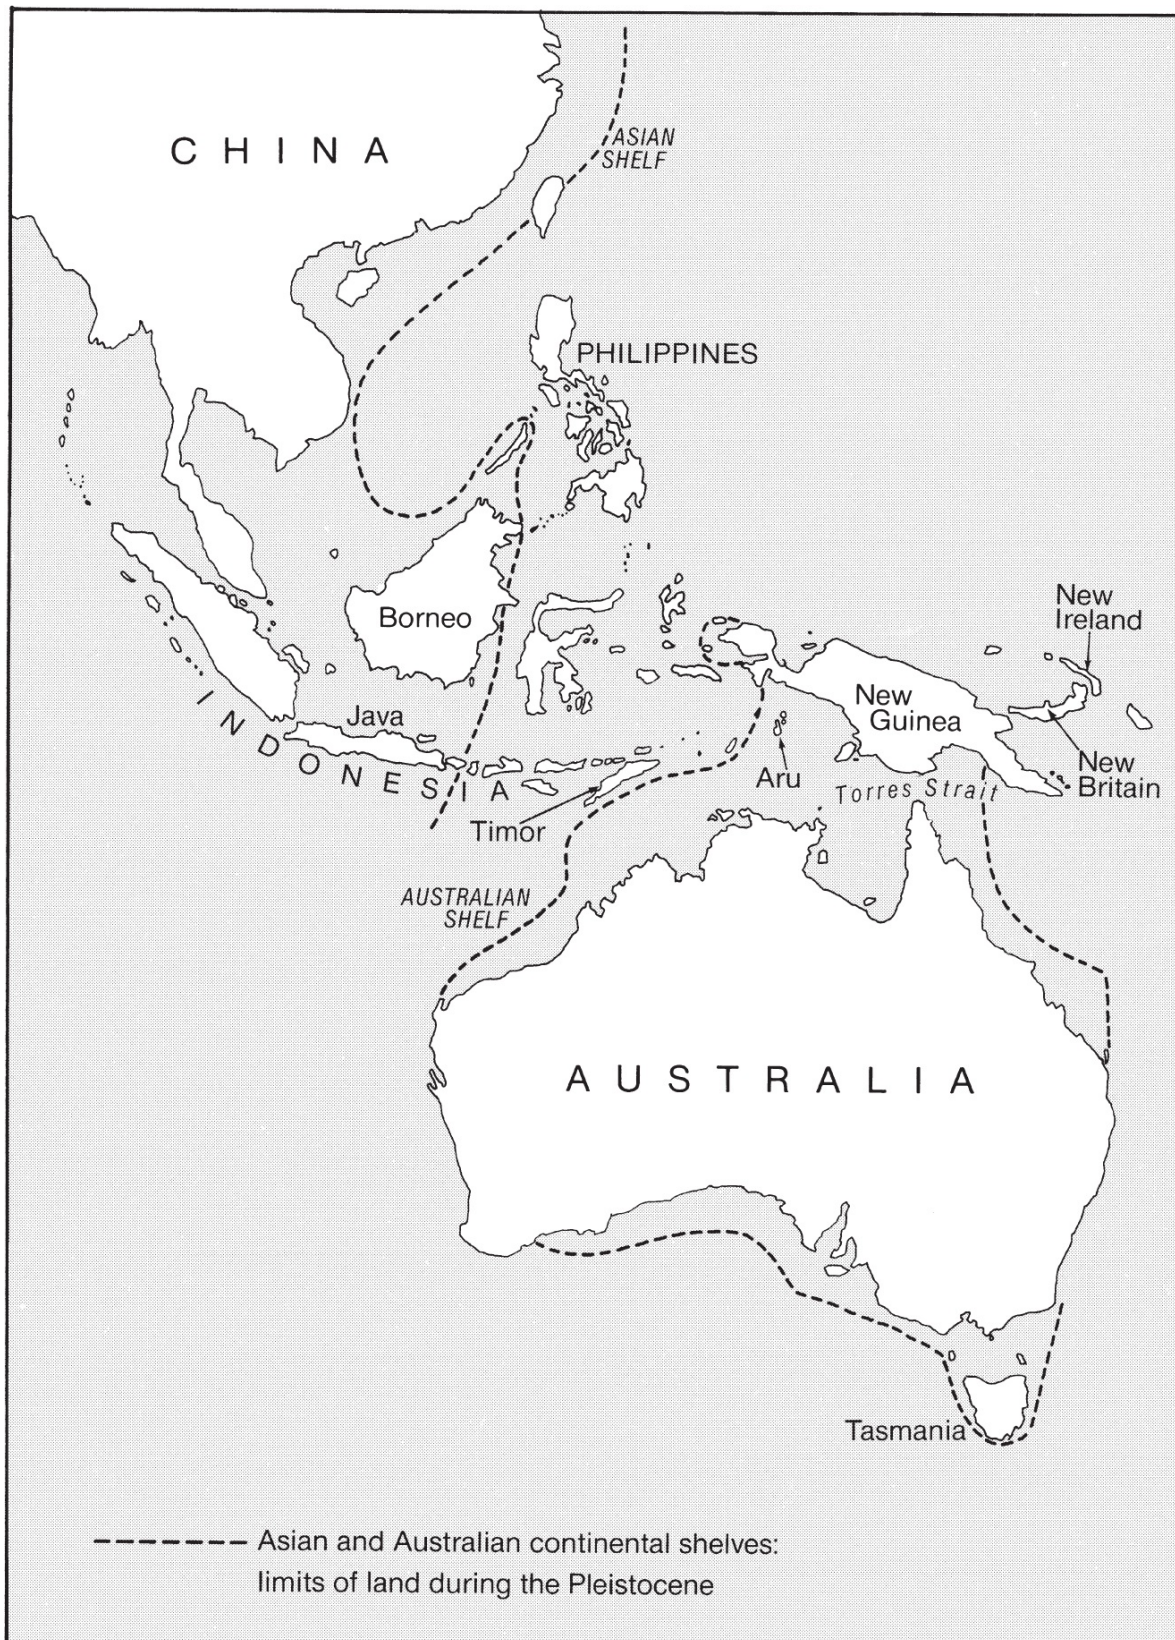 CHINA
ASIAN
SHELF
PHILIPPINES
Borneo
New
Ireland
Java
New
Guinea
INDONESIA
Aru
New
Britain
Torres Strait
Timor
AUSTRALIAN
SHELF
AUSTRALIA
Tasmania
Asian and Australian continental shelves:
limits of land during the Pleistocene